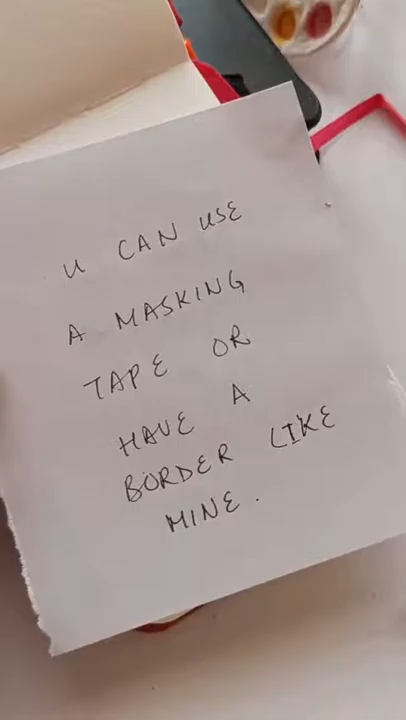 U CAN USE
A MASKING
TAPE OR
HAVE A
BORDER LIKE
MINE.